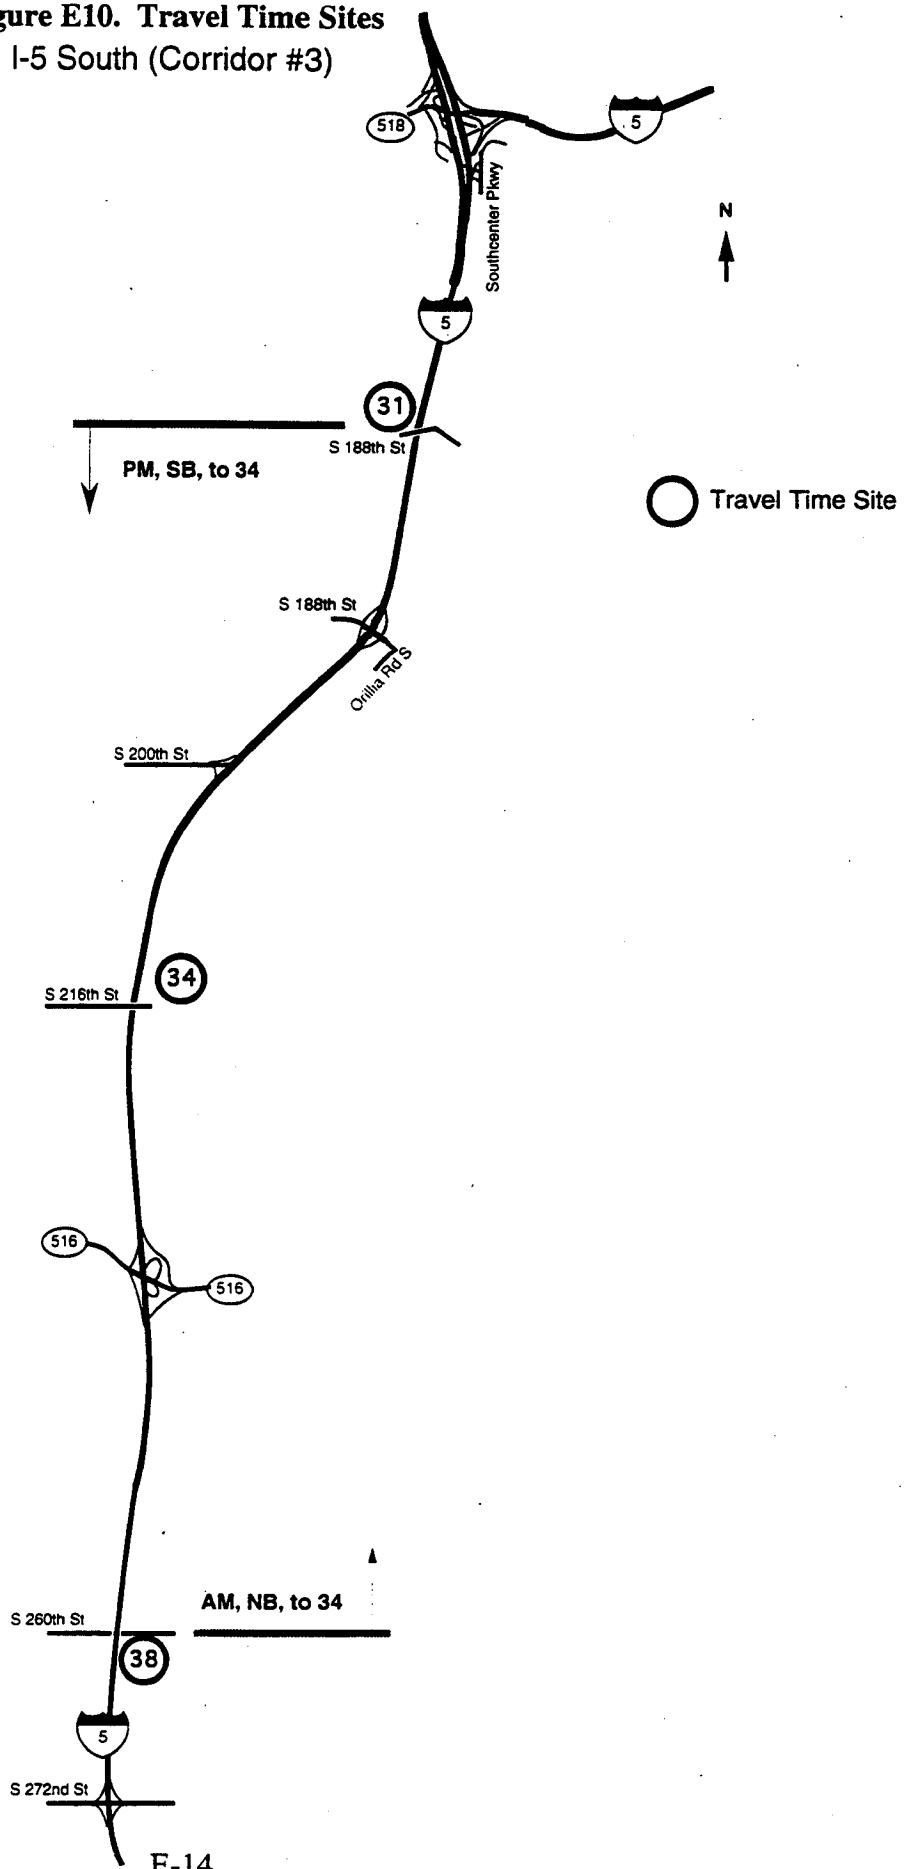 gure E10. Travel Time Sites
I-5 South (Corridor #3)
518
5
Southcenter Pkwy
N
5
31
S 188th St
PM, SB, to 34
Travel Time Site
S 188th St
Orillia Rd S
S 200th St
34
S 216th St
516
516
AM, NB, to 34
S 260th St
38
5
S 272nd St
E-14